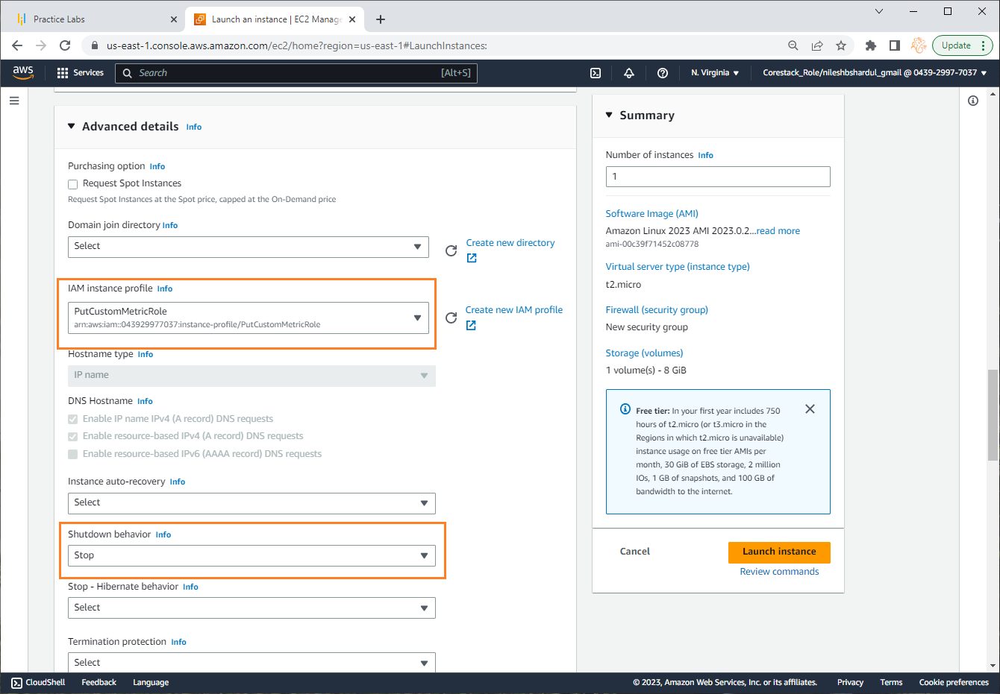 Practice Labs
Launch an instance | EC2 Manage
us-east-1.console.aws.amazon.com/ec2/home?region=us-east-1#LaunchInstances:
Update
aws
Services
Search
[Alt+S]
N. Virginia
Corestack_Role/nileshbshardul_gmail @ 0439-2997-7037
Advanced details Info
Purchasing option Info
Request Spot Instances
Request Spot Instances at the Spot price, capped at the On-Demand price
Domain join directory Info
Select
Create new directory
IAM instance profile Info
PutCustomMetricRole
arn:aws:iam::043929977037:instance-profile/PutCustomMetricRole
Create new IAM profile
Hostname type Info
IP name
DNS Hostname Info
Enable IP name IPv4 (A record) DNS requests
Enable resource-based IPv4 (A record) DNS requests
Enable resource-based IPv6 (AAAA record) DNS requests
Instance auto-recovery Info
Select
Shutdown behavior Info
Stop
Stop - Hibernate behavior Info
Select
Termination protection Info
Select
Summary
Number of instances Info
1
Software Image (AMI)
Amazon Linux 2023 AMI 2023.0.2...read more
ami-00c39f71452c08778
Virtual server type (instance type)
t2.micro
Firewall (security group)
New security group
Storage (volumes)
1 volume(s) - 8 GiB
Free tier: In your first year includes 750
hours of t2.micro (or t3.micro in the
Regions in which t2.micro is unavailable)
instance usage on free tier AMIs per
month, 30 GiB of EBS storage, 2 million
IOs, 1 GB of snapshots, and 100 GB of
bandwidth to the internet.
Cancel
Launch instance
Review commands
CloudShell
Feedback
Language
© 2023, Amazon Web Services, Inc. or its affiliates.
Privacy
Terms
Cookie preferences